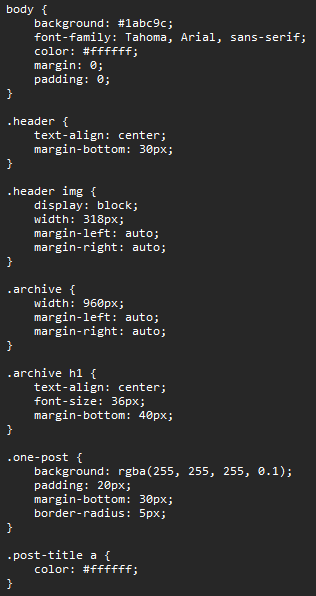 body {
    background: #1abc9c;
    font-family: Tahoma, Arial, sans-serif;
    color: #ffffff;
    margin: 0;
    padding: 0;
}

.header {
    text-align: center;
    margin-bottom: 30px;
}

.header img {
    display: block;
    width: 318px;
    margin-left: auto;
    margin-right: auto;
}

.archive {
    width: 960px;
    margin-left: auto;
    margin-right: auto;
}

.archive h1 {
    text-align: center;
    font-size: 36px;
    margin-bottom: 40px;
}

.one-post {
    background: rgba(255, 255, 255, 0.1);
    padding: 20px;
    margin-bottom: 30px;
    border-radius: 5px;
}

.post-title a {
    color: #ffffff;
}